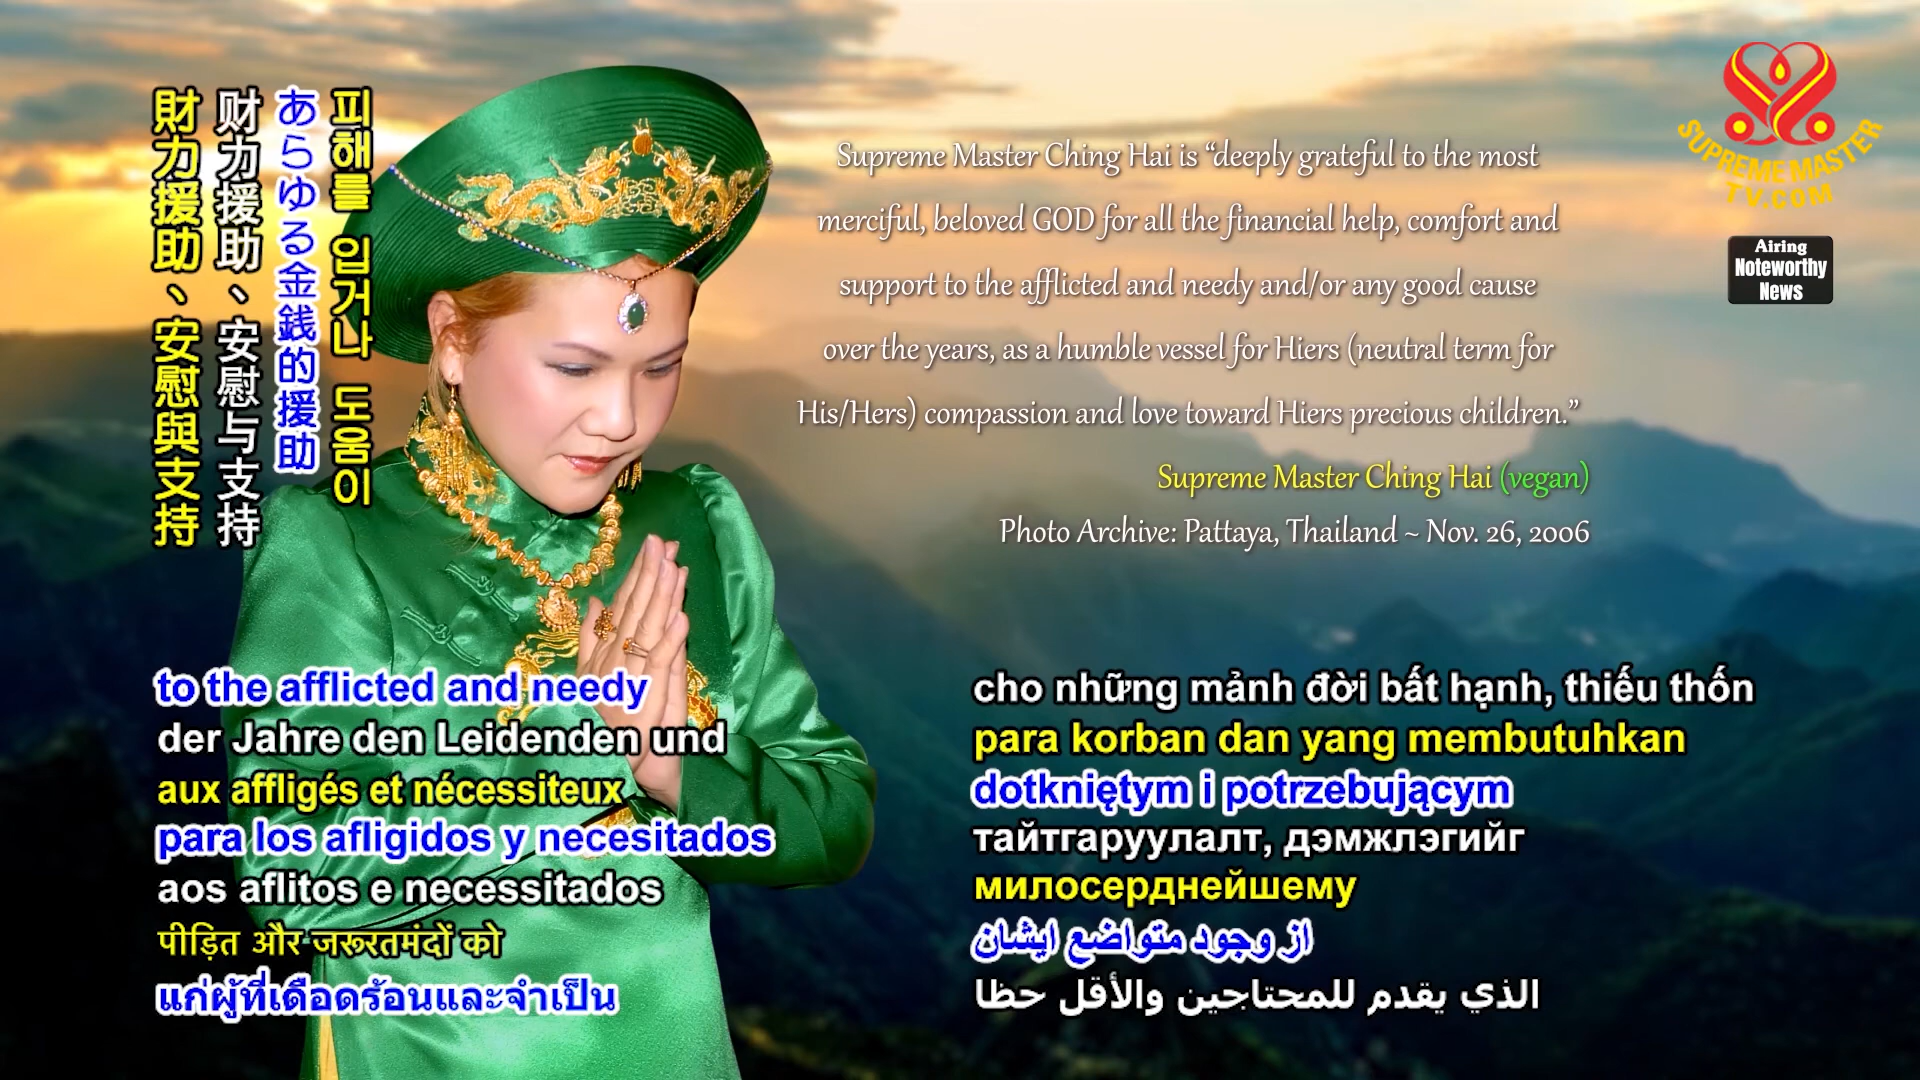 財力援助、安慰與支持
财力援助、安慰与支持
あらゆる金銭的援助
피해를 입거나 도움이
Supreme Master Ching Hai is “deeply grateful to the most
merciful, beloved GOD for all the financial help, comfort and
support to the afflicted and needy and/or any good cause
over the years, as a humble vessel for Hiers (neutral term for
His/Hers) compassion and love toward Hiers precious children.”
Supreme Master Ching Hai (vegan)
Photo Archive: Pattaya, Thailand ~ Nov. 26, 2006
SUPREME MASTER
TV.COM
Airing
Noteworthy
News
to the afflicted and needy
der Jahre den Leidenden und
aux affligés et nécessiteux
para los afligidos y necesitados
aos aflitos e necessitados
पीड़ित और जरूरतमंदों को
แก่ผู้ที่เดือดร้อนและจำเป็น
cho những mảnh đời bất hạnh, thiếu thốn
para korban dan yang membutuhkan
dotkniętym i potrzebującym
тайтгаруулалт, дэмжлэгийг
милосерднейшему
از وجود متواضع ایشان
الذي يقدم للمحتاجين والأقل حظا